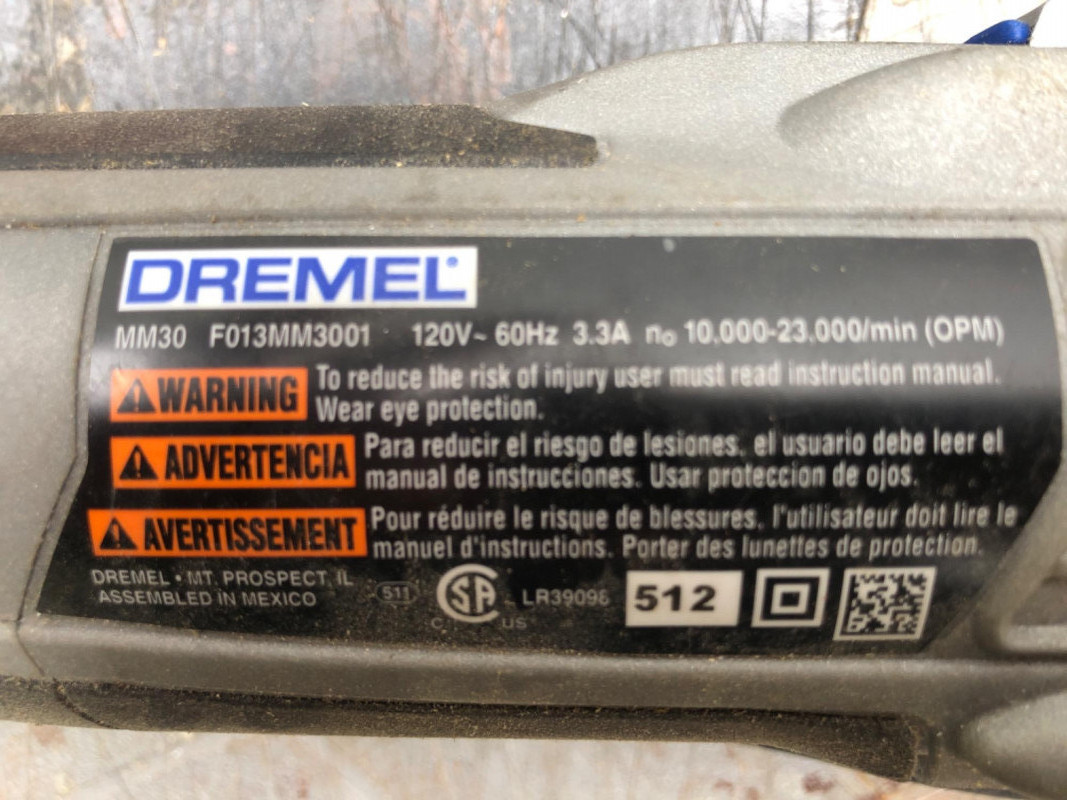 DREMEL®
MM30 F013MM3001 120V~ 60Hz 3.3A n₀ 10,000-23,000/min (OPM)
WARNING To reduce the risk of injury user must read instruction manual.
Wear eye protection.
ADVERTENCIA Para reducir el riesgo de lesiones, el usuario debe leer el
manual de instrucciones. Usar proteccion de ojos.
AVERTISSEMENT Pour réduire le risque de blessures, l'utilisateur doit lire le
manuel d'instructions. Porter des lunettes de protection.
DREMEL • MT. PROSPECT, IL
ASSEMBLED IN MEXICO
511
C SA US
LR39096
512